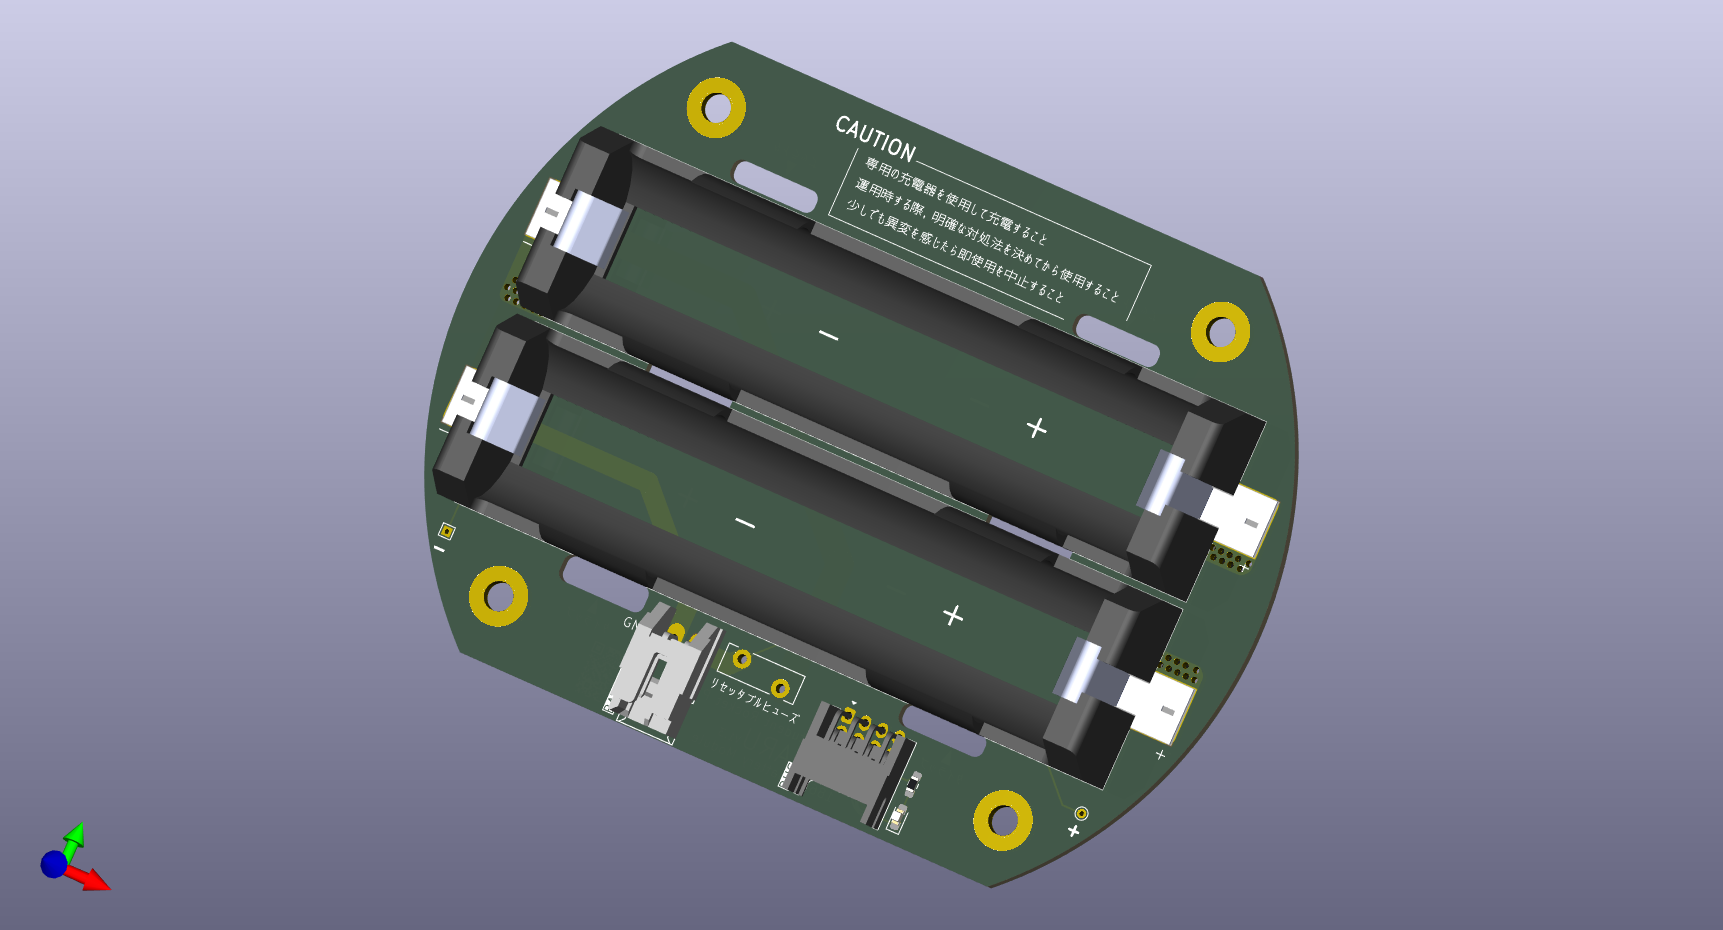 CAUTION
専用の充電器を使用して充電すること
運用時する際, 明確な対処法を決めてから使用すること
少しでも異変を感じたら即使用を中止すること
−
+
−
+
+
−
リセッタブルヒューズ
+
+